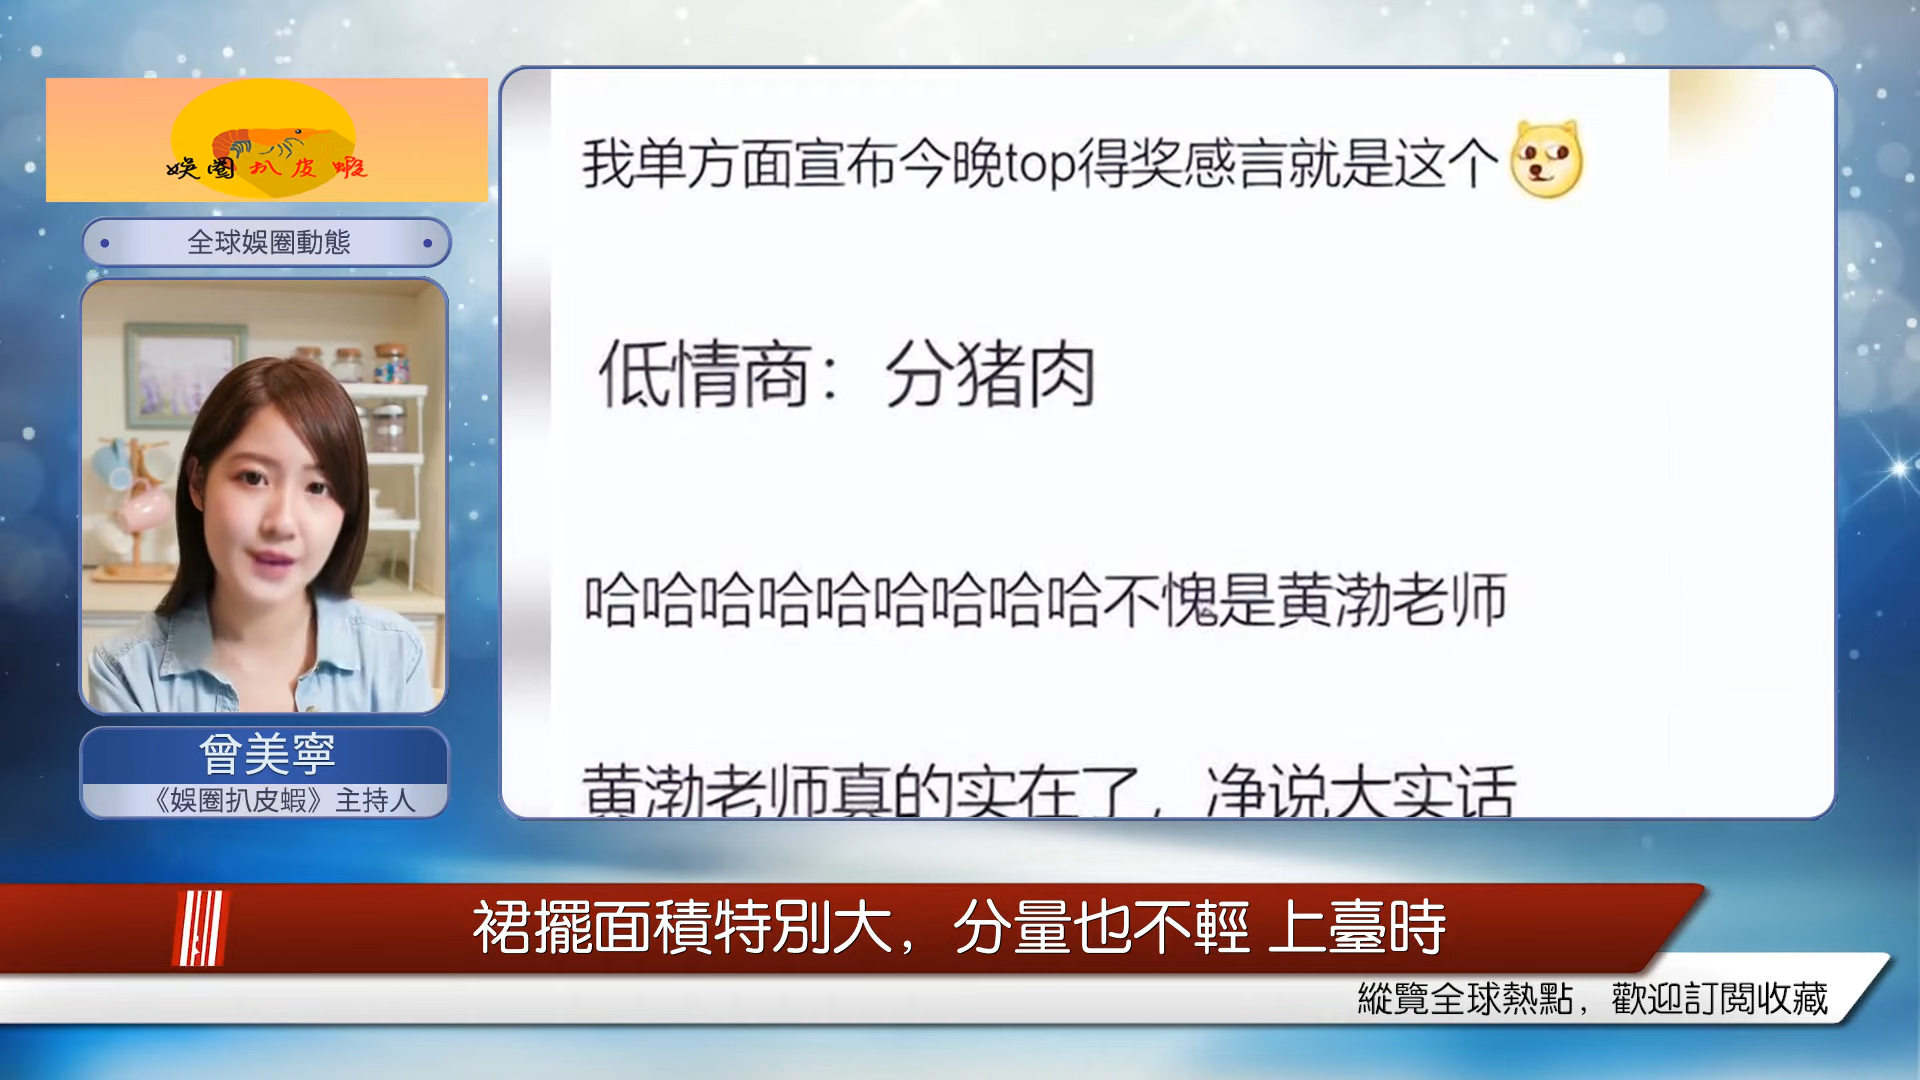 娛圈扒皮蝦
全球娛圈動態
曾美寧
《娛圈扒皮蝦》主持人
我单方面宣布今晚top得奖感言就是这个
低情商：分猪肉
哈哈哈哈哈哈哈哈哈不愧是黄渤老师
黄渤老师真的实在了，净说大实话
裙擺面積特別大，分量也不輕 上臺時
縱覽全球熱點，歡迎訂閲收藏